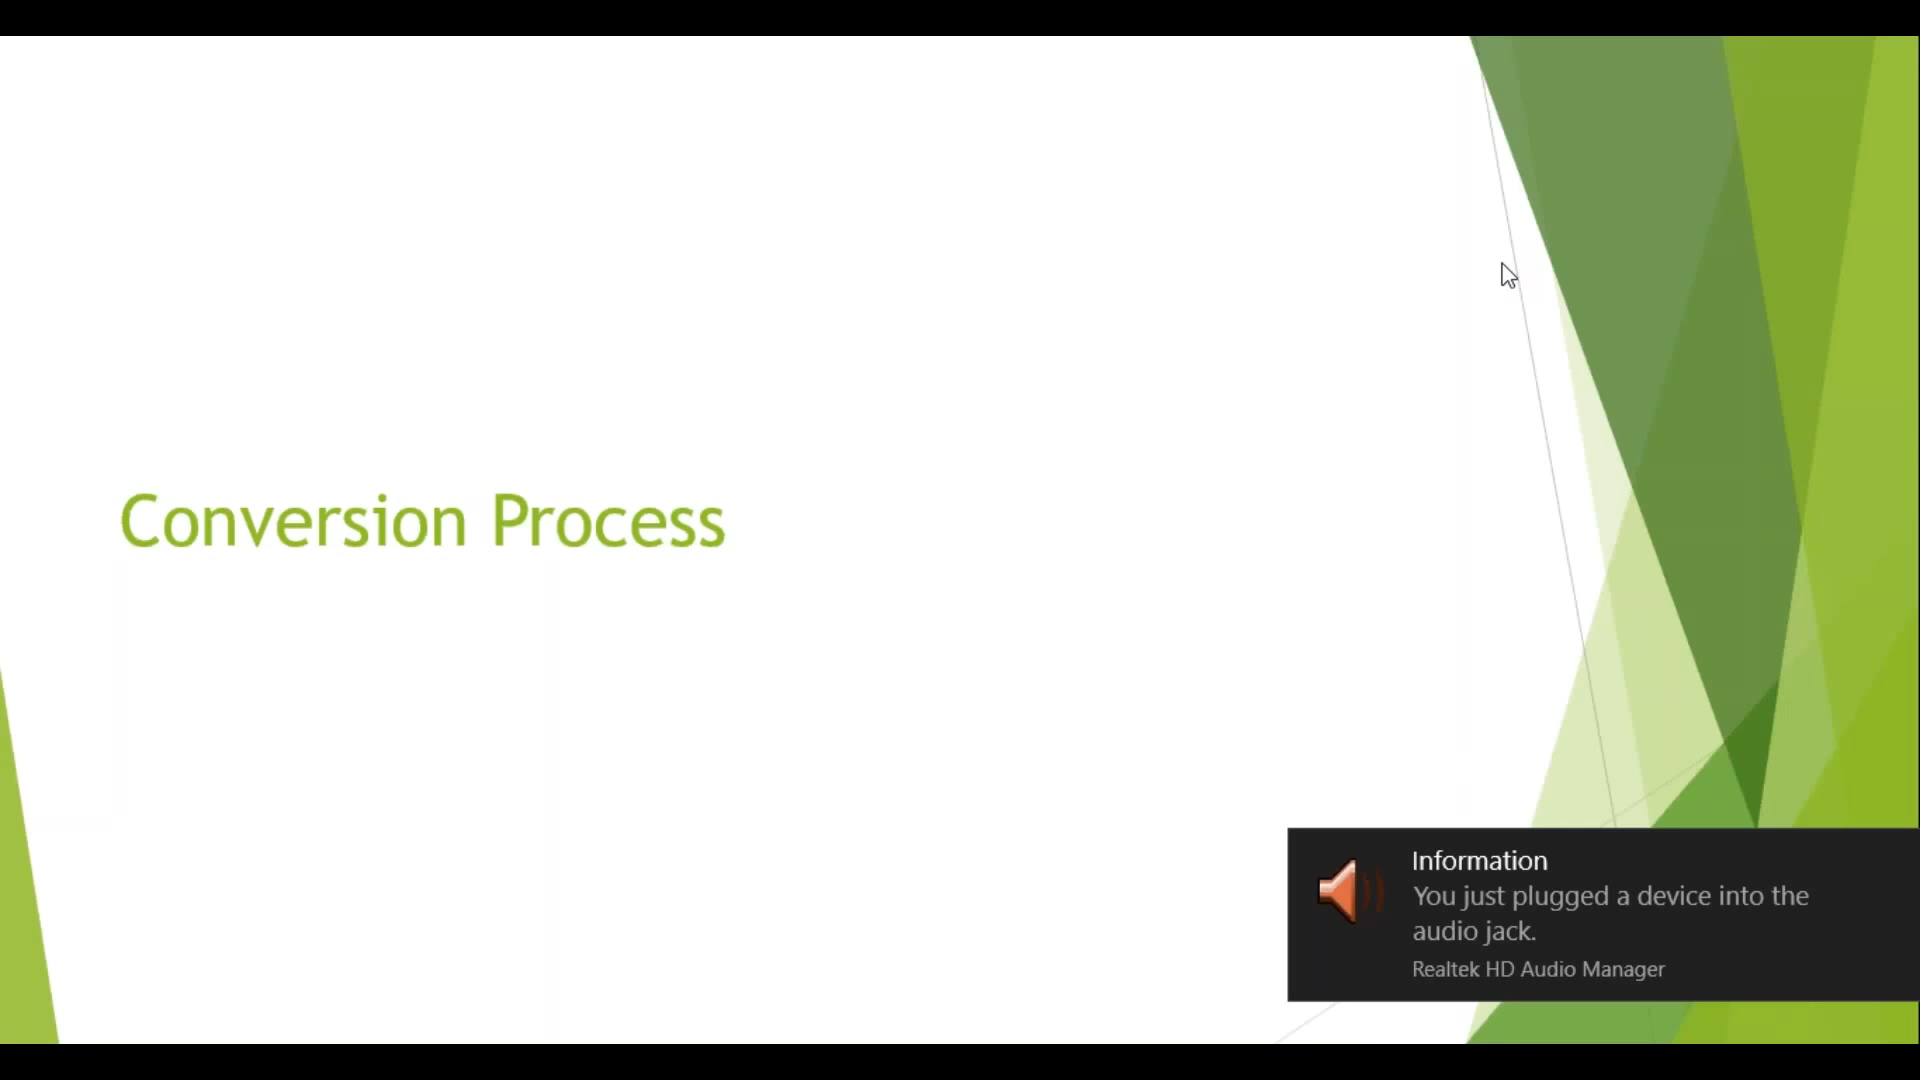 Conversion Process
Information
You just plugged a device into the
audio jack.
Realtek HD Audio Manager